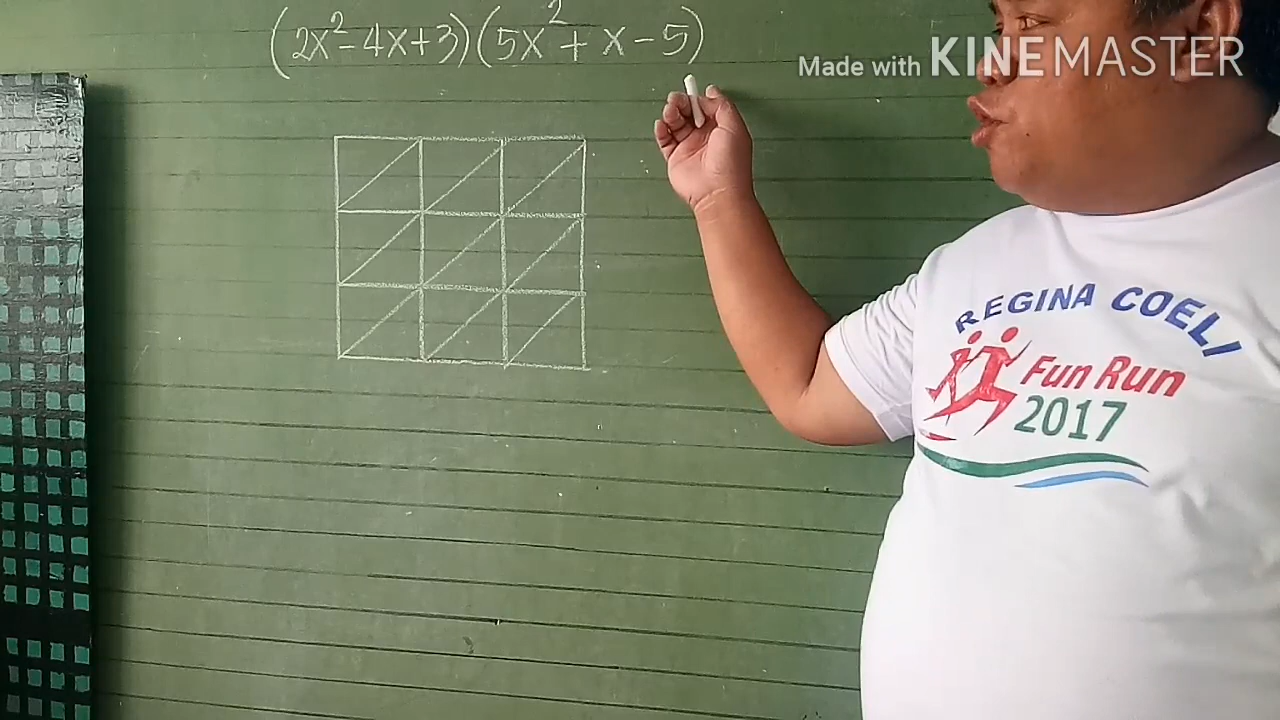 (2x²-4x+3)(5x²+x-5)
Made with KINEMASTER
REGINA COELI
Fun Run
2017